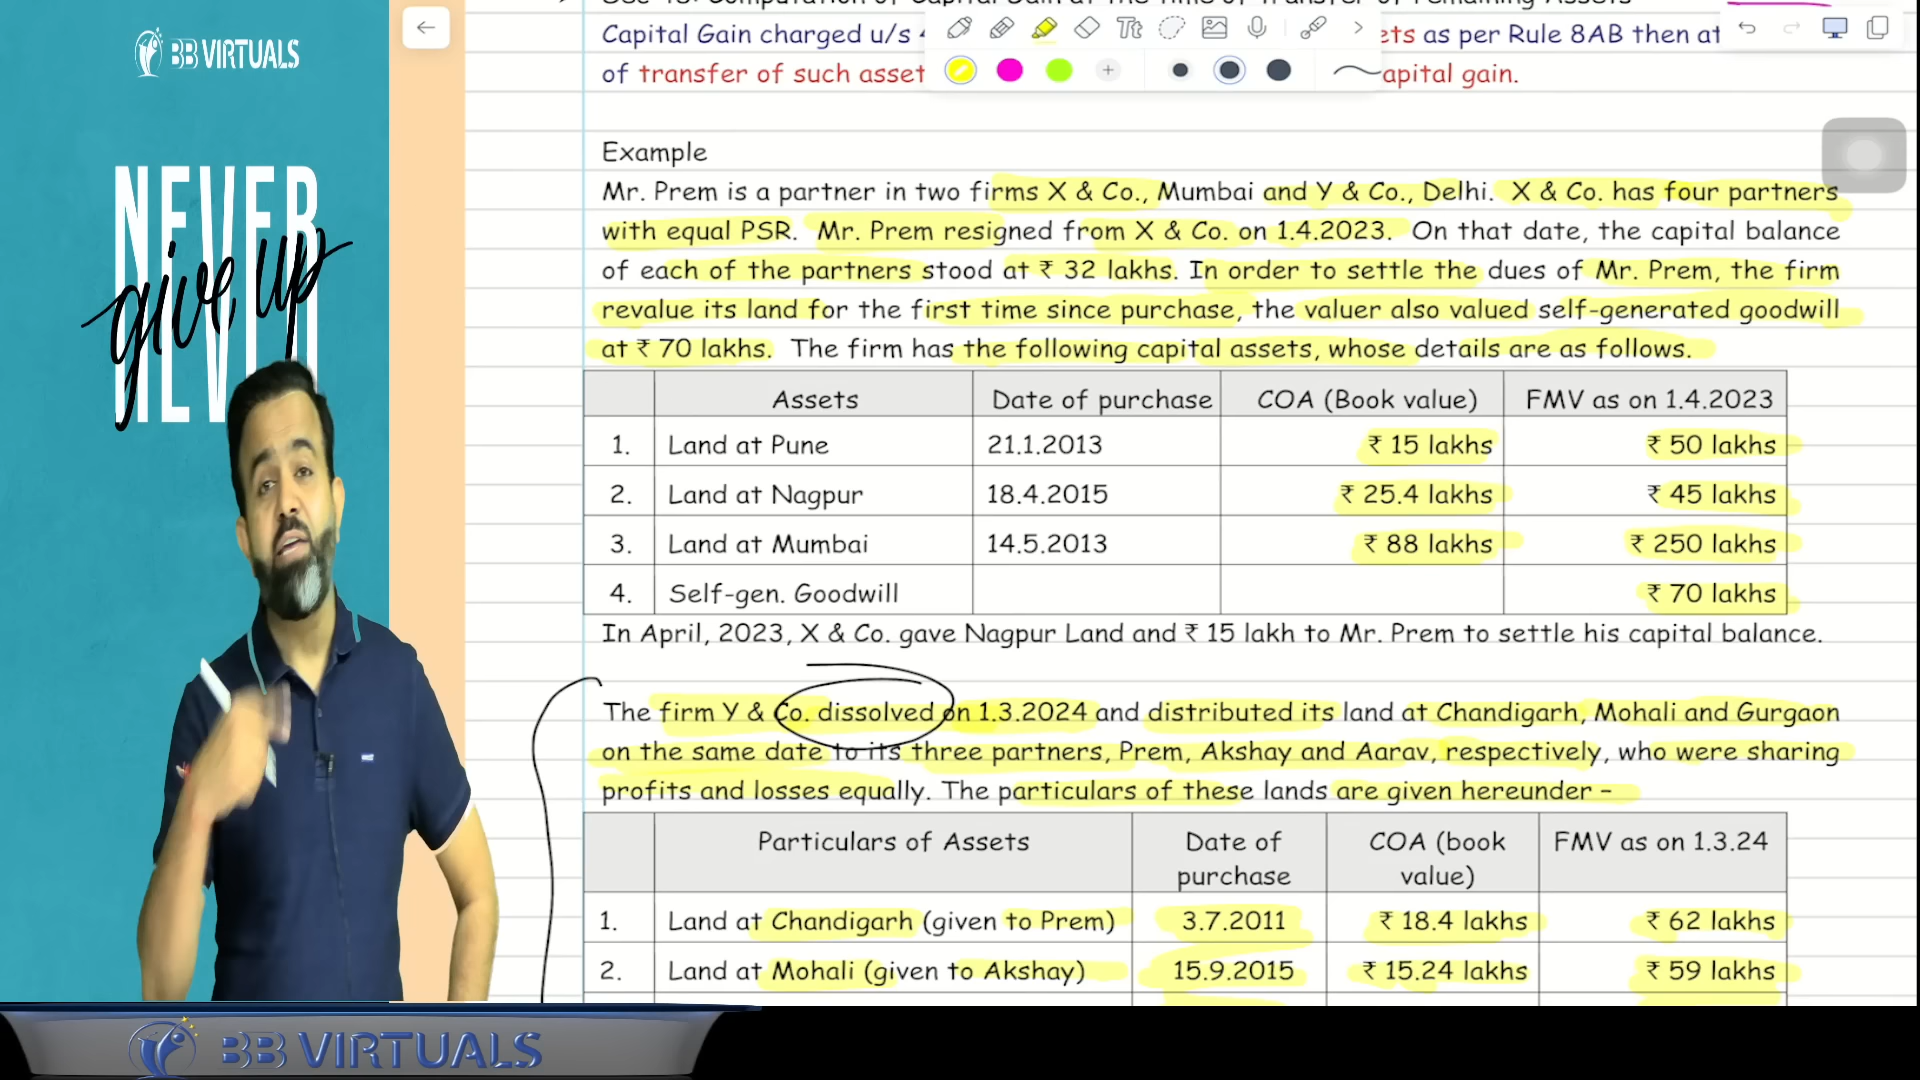 BB VIRTUALS
NEVER
give up
Capital Gain charged u/s
ets as per Rule 8AB then at
of transfer of such asset
apital gain.
Example
Mr. Prem is a partner in two firms X & Co., Mumbai and Y & Co., Delhi. X & Co. has four partners
with equal PSR. Mr. Prem resigned from X & Co. on 1.4.2023. On that date, the capital balance
of each of the partners stood at ₹ 32 lakhs. In order to settle the dues of Mr. Prem, the firm
revalue its land for the first time since purchase, the valuer also valued self-generated goodwill
at ₹ 70 lakhs. The firm has the following capital assets, whose details are as follows.
Assets Date of purchase COA (Book value) FMV as on 1.4.2023
1. Land at Pune 21.1.2013 ₹ 15 lakhs ₹ 50 lakhs
2. Land at Nagpur 18.4.2015 ₹ 25.4 lakhs ₹ 45 lakhs
3. Land at Mumbai 14.5.2013 ₹ 88 lakhs ₹ 250 lakhs
4. Self-gen. Goodwill ₹ 70 lakhs
In April, 2023, X & Co. gave Nagpur Land and ₹ 15 lakh to Mr. Prem to settle his capital balance.
The firm Y & Co. dissolved on 1.3.2024 and distributed its land at Chandigarh, Mohali and Gurgaon
on the same date to its three partners, Prem, Akshay and Aarav, respectively, who were sharing
profits and losses equally. The particulars of these lands are given hereunder –
Particulars of Assets Date of COA (book FMV as on 1.3.24
purchase value)
1. Land at Chandigarh (given to Prem) 3.7.2011 ₹ 18.4 lakhs ₹ 62 lakhs
2. Land at Mohali (given to Akshay) 15.9.2015 ₹ 15.24 lakhs ₹ 59 lakhs
BB VIRTUALS